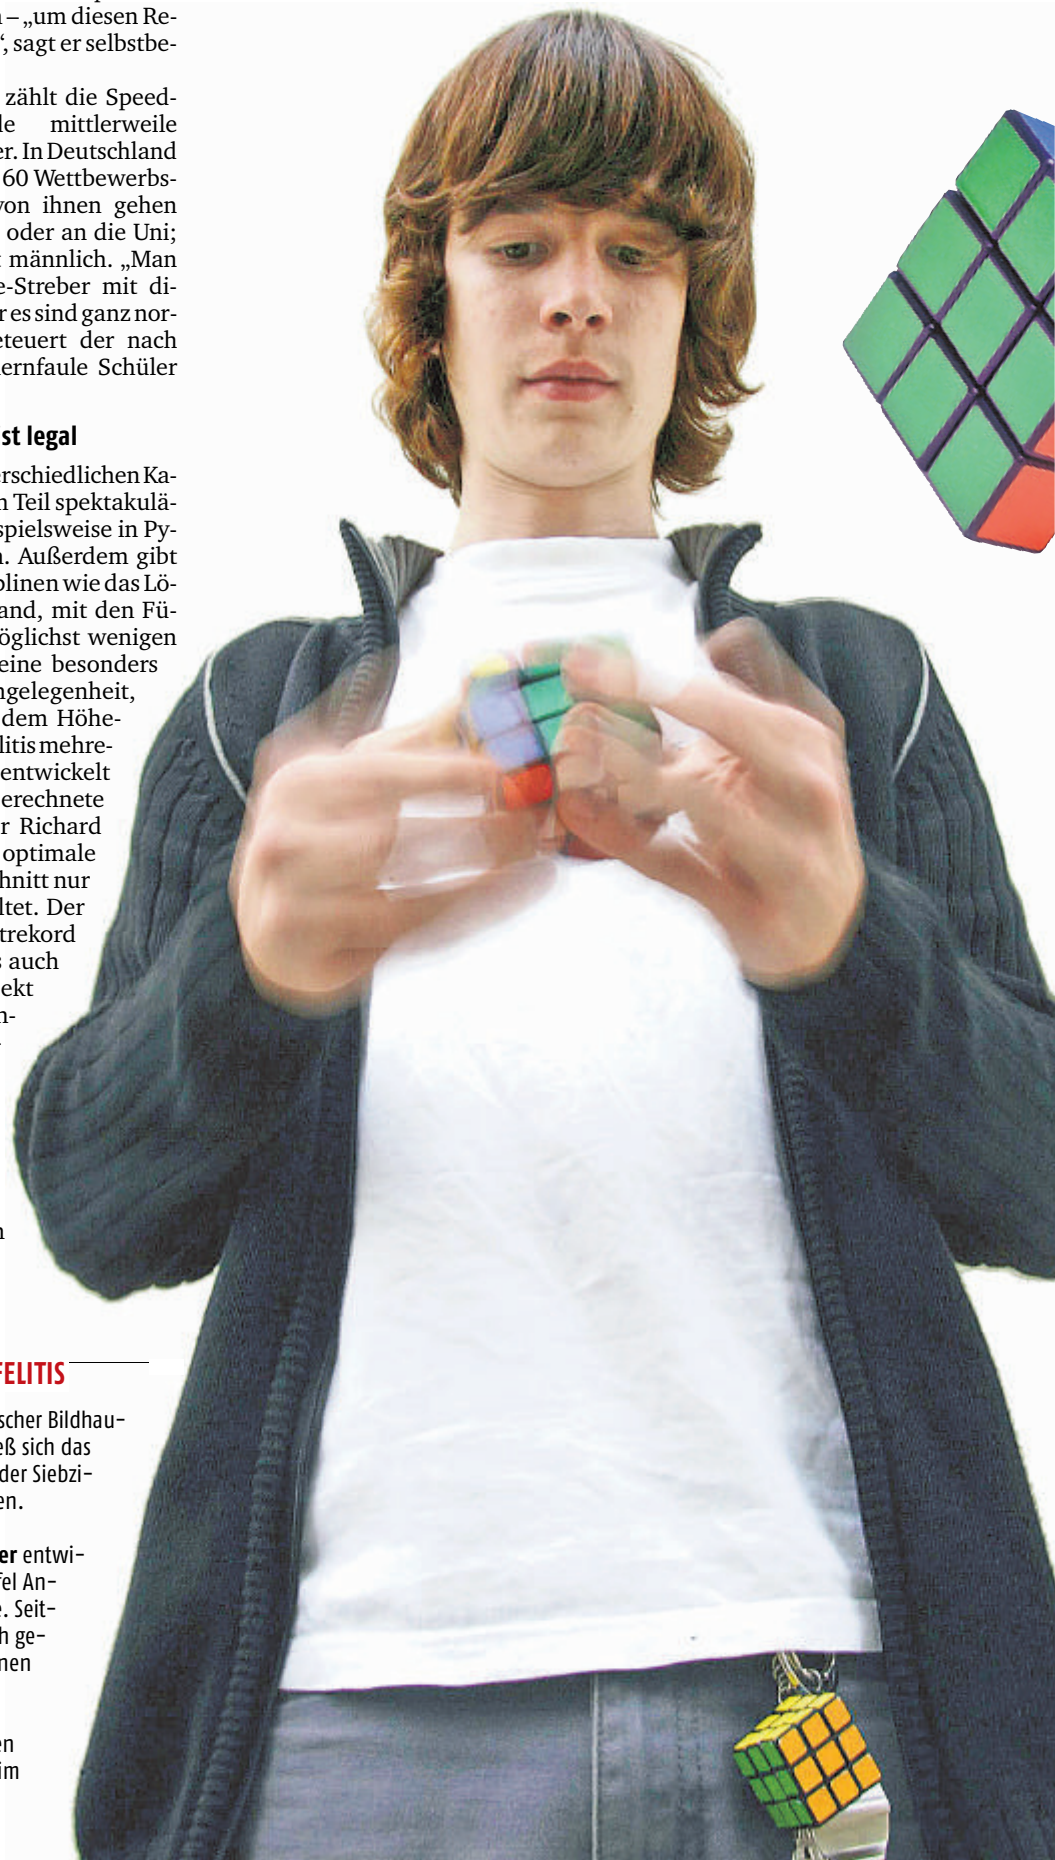 n – „um diesen Re-
“, sagt er selbstbe-
zählt die Speed-
le mittlerweile
er. In Deutschland
60 Wettbewerbs-
von ihnen gehen
oder an die Uni;
t männlich. „Man
e-Streber mit di-
r es sind ganz nor-
eteuert der nach
lernfaule Schüler
st legal
erschiedlichen Ka-
n Teil spektakulä-
spielsweise in Py-
n. Außerdem gibt
plinen wie das Lö-
and, mit den Fü-
öglichst wenigen
eine besonders
ngelegenheit,
dem Höhe-
litis mehre-
entwickelt
erechnete
r Richard
optimale
hnitt nur
ltet. Der
trekord
s auch
ekt
n-
n
FELITIS
scher Bildhau-
eß sich das
der Siebzi-
en.
er entwi-
fel An-
e. Seit-
h ge-
nen
en
im